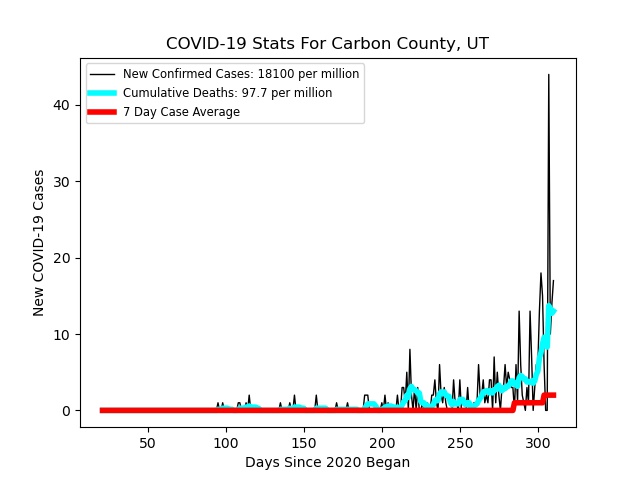 COVID-19 Stats For Carbon County, UT
New Confirmed Cases: 18100 per million
Cumulative Deaths: 97.7 per million
7 Day Case Average
New COVID-19 Cases
40
30
20
10
0
50 100 150 200 250 300
Days Since 2020 Began